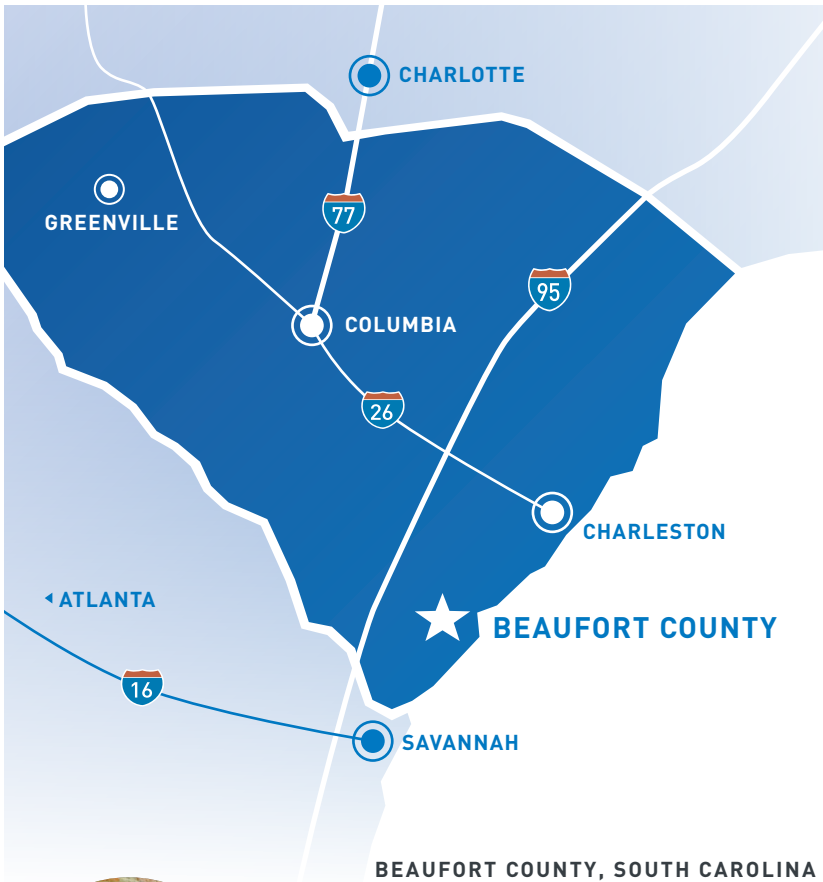 CHARLOTTE
GREENVILLE
77
95
COLUMBIA
26
CHARLESTON
ATLANTA
BEAUFORT COUNTY
16
SAVANNAH
BEAUFORT COUNTY, SOUTH CAROLINA